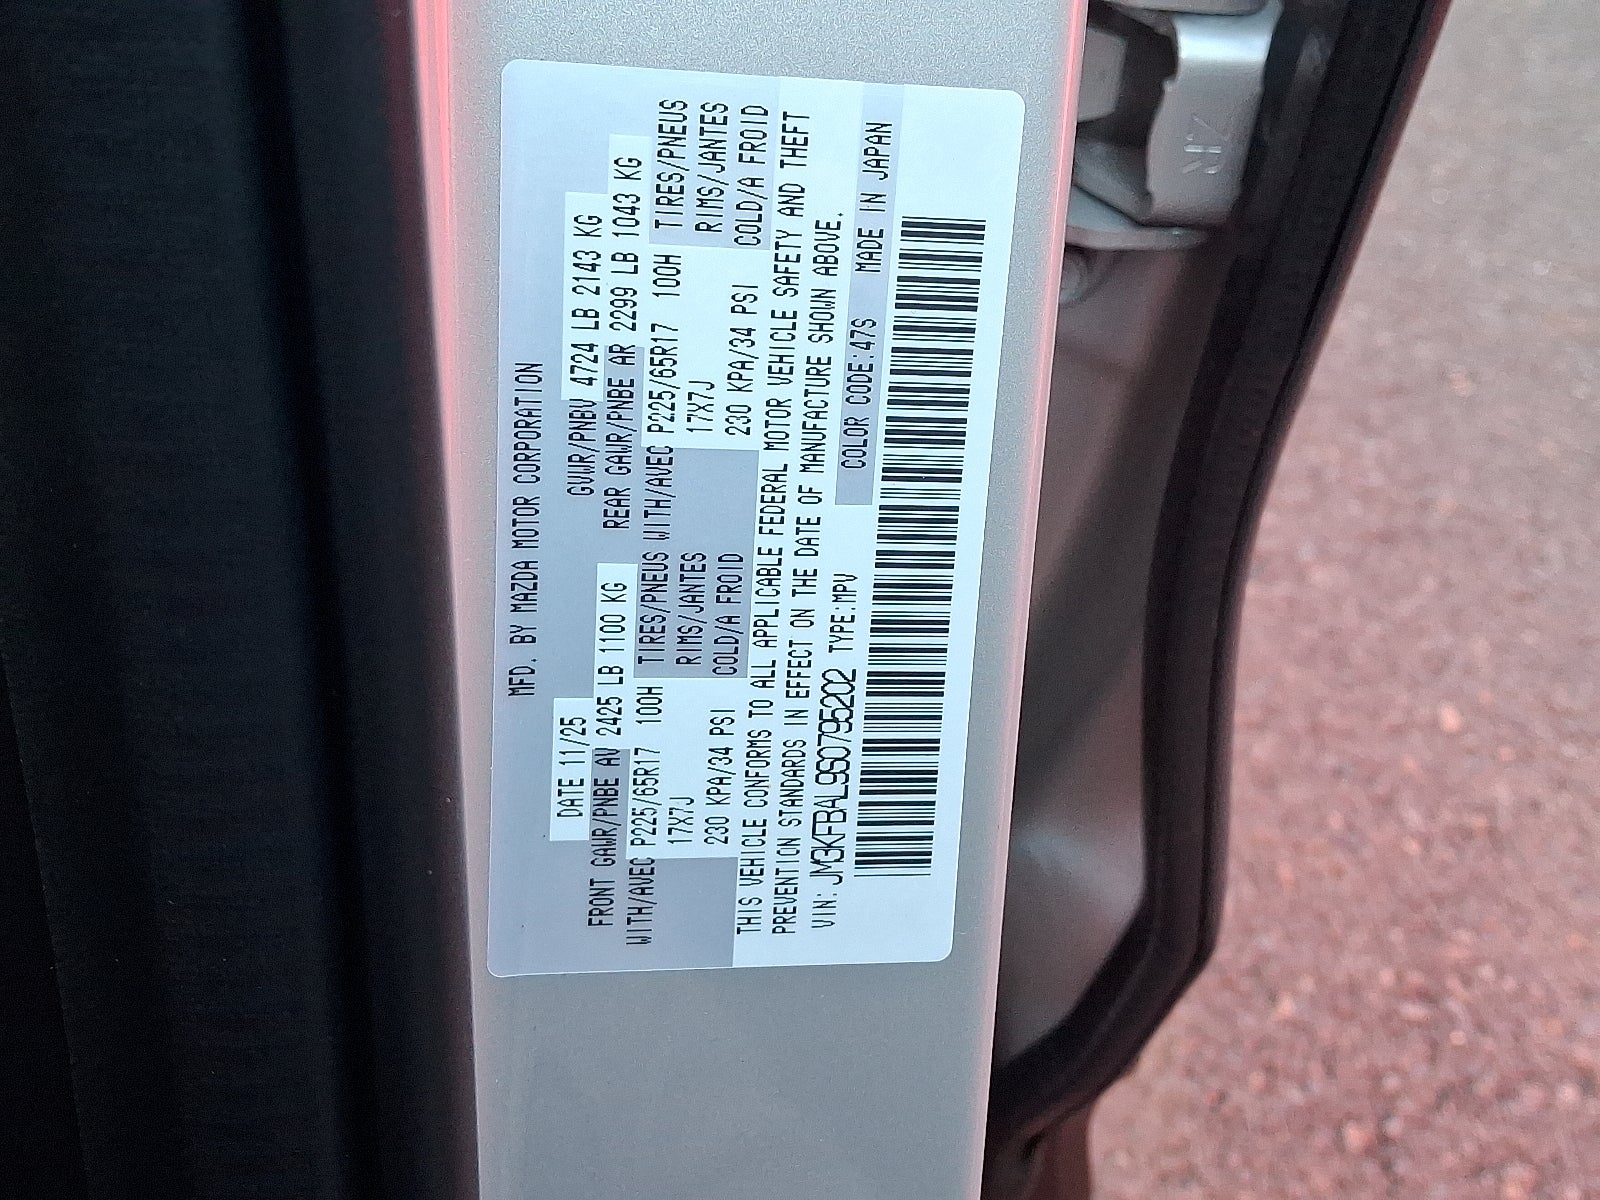 MFD. BY MAZDA MOTOR CORPORATION
DATE 11/25 GVWR/PNBV 4724 LB 2143 KG
FRONT GAWR/PNBE AV 2425 LB 1100 KG REAR GAWR/PNBE AR 2299 LB 1043 KG
WITH/AVEC P225/65R17 100H TIRES/PNEUS WITH/AVEC P225/65R17 100H TIRES/PNEUS
17X7J RIMS/JANTES 17X7J RIMS/JANTES
230 KPA/34 PSI COLD/A FROID 230 KPA/34 PSI COLD/A FROID
THIS VEHICLE CONFORMS TO ALL APPLICABLE FEDERAL MOTOR VEHICLE SAFETY AND THEFT
PREVENTION STANDARDS IN EFFECT ON THE DATE OF MANUFACTURE SHOWN ABOVE.
VIN: JM3KFBAL9S0795202 TYPE:MPV COLOR CODE:47S MADE IN JAPAN